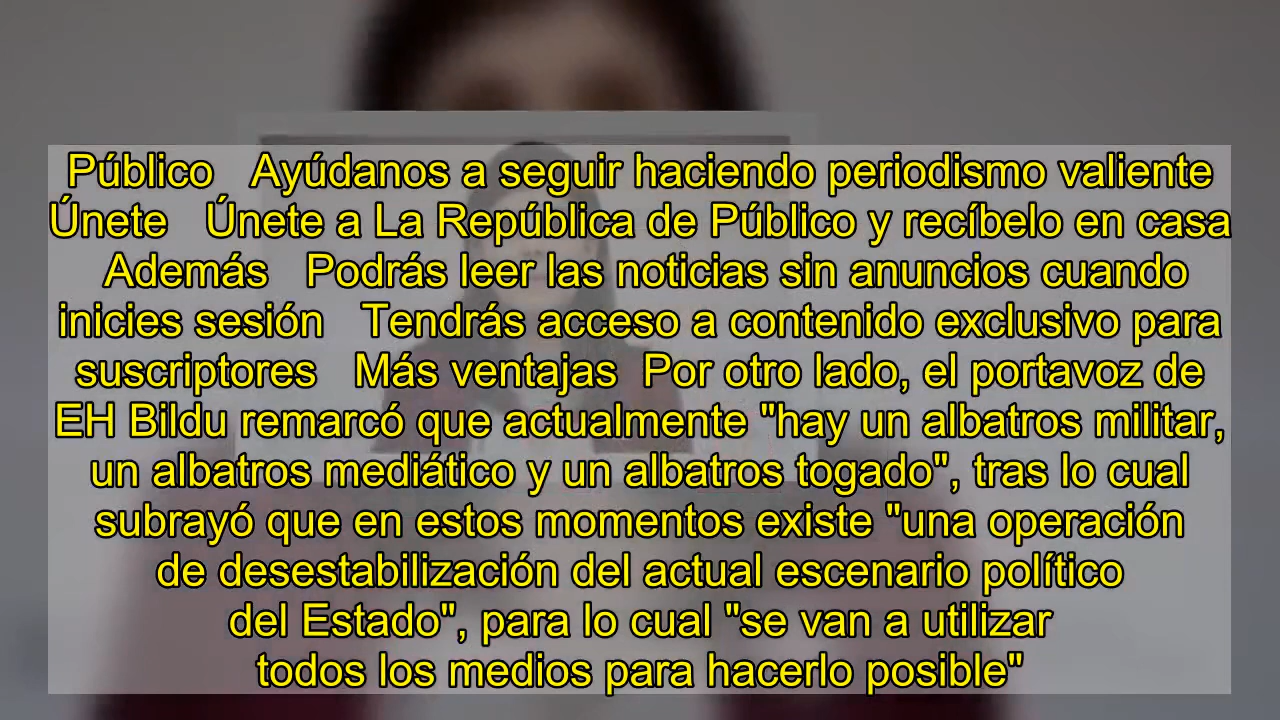 Público   Ayúdanos a seguir haciendo periodismo valiente
Únete   Únete a La República de Público y recíbelo en casa
Además   Podrás leer las noticias sin anuncios cuando
inicies sesión   Tendrás acceso a contenido exclusivo para
suscriptores   Más ventajas  Por otro lado, el portavoz de
EH Bildu remarcó que actualmente "hay un albatros militar,
un albatros mediático y un albatros togado", tras lo cual
subrayó que en estos momentos existe "una operación
de desestabilización del actual escenario político
del Estado", para lo cual "se van a utilizar
todos los medios para hacerlo posible"